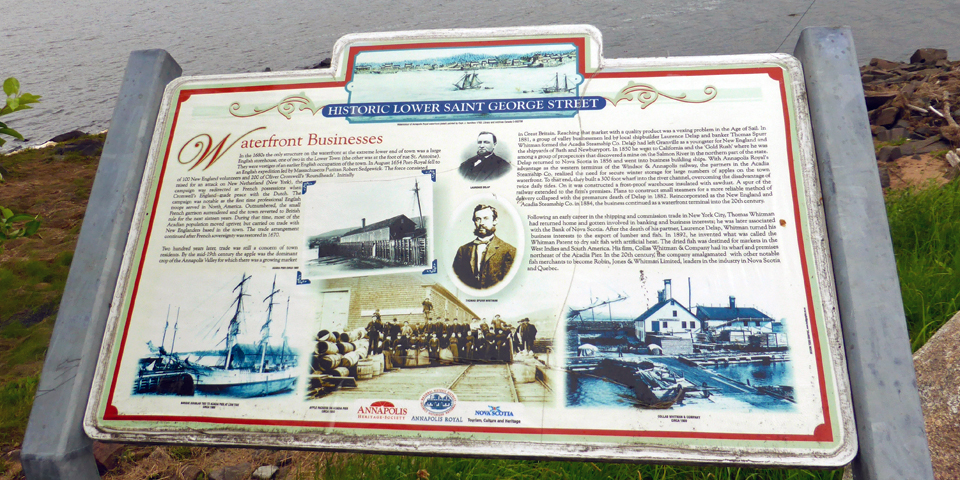 HISTORIC LOWER SAINT GEORGE STREET
Waterfront Businesses
In the 1680s the only structure on the waterfront at the extreme lower end of town was a large
English storehouse, one of two in the Lower Town (the other was at the foot of rue St. Antoine).
They were vestiges of an English occupation of the town. In August 1654 Port-Royal fell to
an English expedition led by Massachusetts Puritan Robert Sedgewick. The force consisted
of 100 New England volunteers and 200 of Oliver Cromwell's 'Roundheads'. Initially
raised for an attack on New Netherland (New York), the
campaign was redirected at French possessions when
Cromwell's England made peace with the Dutch. The
campaign was notable as the first time professional English
troops served in North America. Outnumbered, the small
French garrison surrendered and the town reverted to British
rule for the next sixteen years. During that time, most of the
Acadian population moved upriver, but carried on trade with
New Englanders based in the town. The trade arrangements
continued after French sovereignty was restored in 1670.
Two hundred years later, trade was still a concern of town
residents. By the mid-19th century the apple was the dominant
crop of the Annapolis Valley for which there was a growing market
in Great Britain. Reaching that market with a quality product was a vexing problem in the Age of Sail. In
1881, a group of valley businessmen led by local shipbuilder Laurence Delap and banker Thomas Spurr
Whitman formed the Acadia Steamship Co. Delap had left Granville as a youngster for New England and
the shipyards of Bath and Newburyport. In 1850 he went to California and the 'Gold Rush' where he was
among a group of prospectors that discovered a mine on the Salmon River in the northern part of the state.
Delap returned to Nova Scotia in 1856 and went into business building ships. With Annapolis Royal's
advantage as the western terminus of the Windsor & Annapolis railway, the partners in the Acadia
Steamship Co. realized the need for secure winter storage for large numbers of apples on the town
waterfront. To that end, they built a 300 foot wharf into the river channel, overcoming the disadvantage of
twice daily tides. On it was constructed a frost-proof warehouse insulated with sawdust. A spur of the
railway extended to the firm's premises. Plans to construct small steamers for a more reliable method of
delivery collapsed with the premature death of Delap in 1882. Reincorporated as the New England and
Acadia Steamship Co. in 1884, the business continued as a waterfront terminal into the 20th century.
Following an early career in the shipping and commission trade in New York City, Thomas Whitman
had returned home and gotten involved in banking and business interests; he was later associated
with the Bank of Nova Scotia. After the death of his partner, Laurence Delap, Whitman turned his
business interests to the export of lumber and fish. In 1892, he invented what was called the
Whitman Patent to dry salt fish with artificial heat. The dried fish was destined for markets in the
West Indies and South America. His firm, Collas Whitman & Company had its wharf and premises
northeast of the Acadia Pier. In the 20th century, the company amalgamated with other notable
fish merchants to become Robin, Jones & Whitman Limited, leaders in the industry in Nova Scotia
and Quebec.
LAURENCE DELAP
THOMAS SPURR WHITMAN
COLLAS WHITMAN & COMPANY
ANNAPOLIS
HERITAGE SOCIETY
ANNAPOLIS ROYAL
NOVA SCOTIA
Tourism, Culture and Heritage